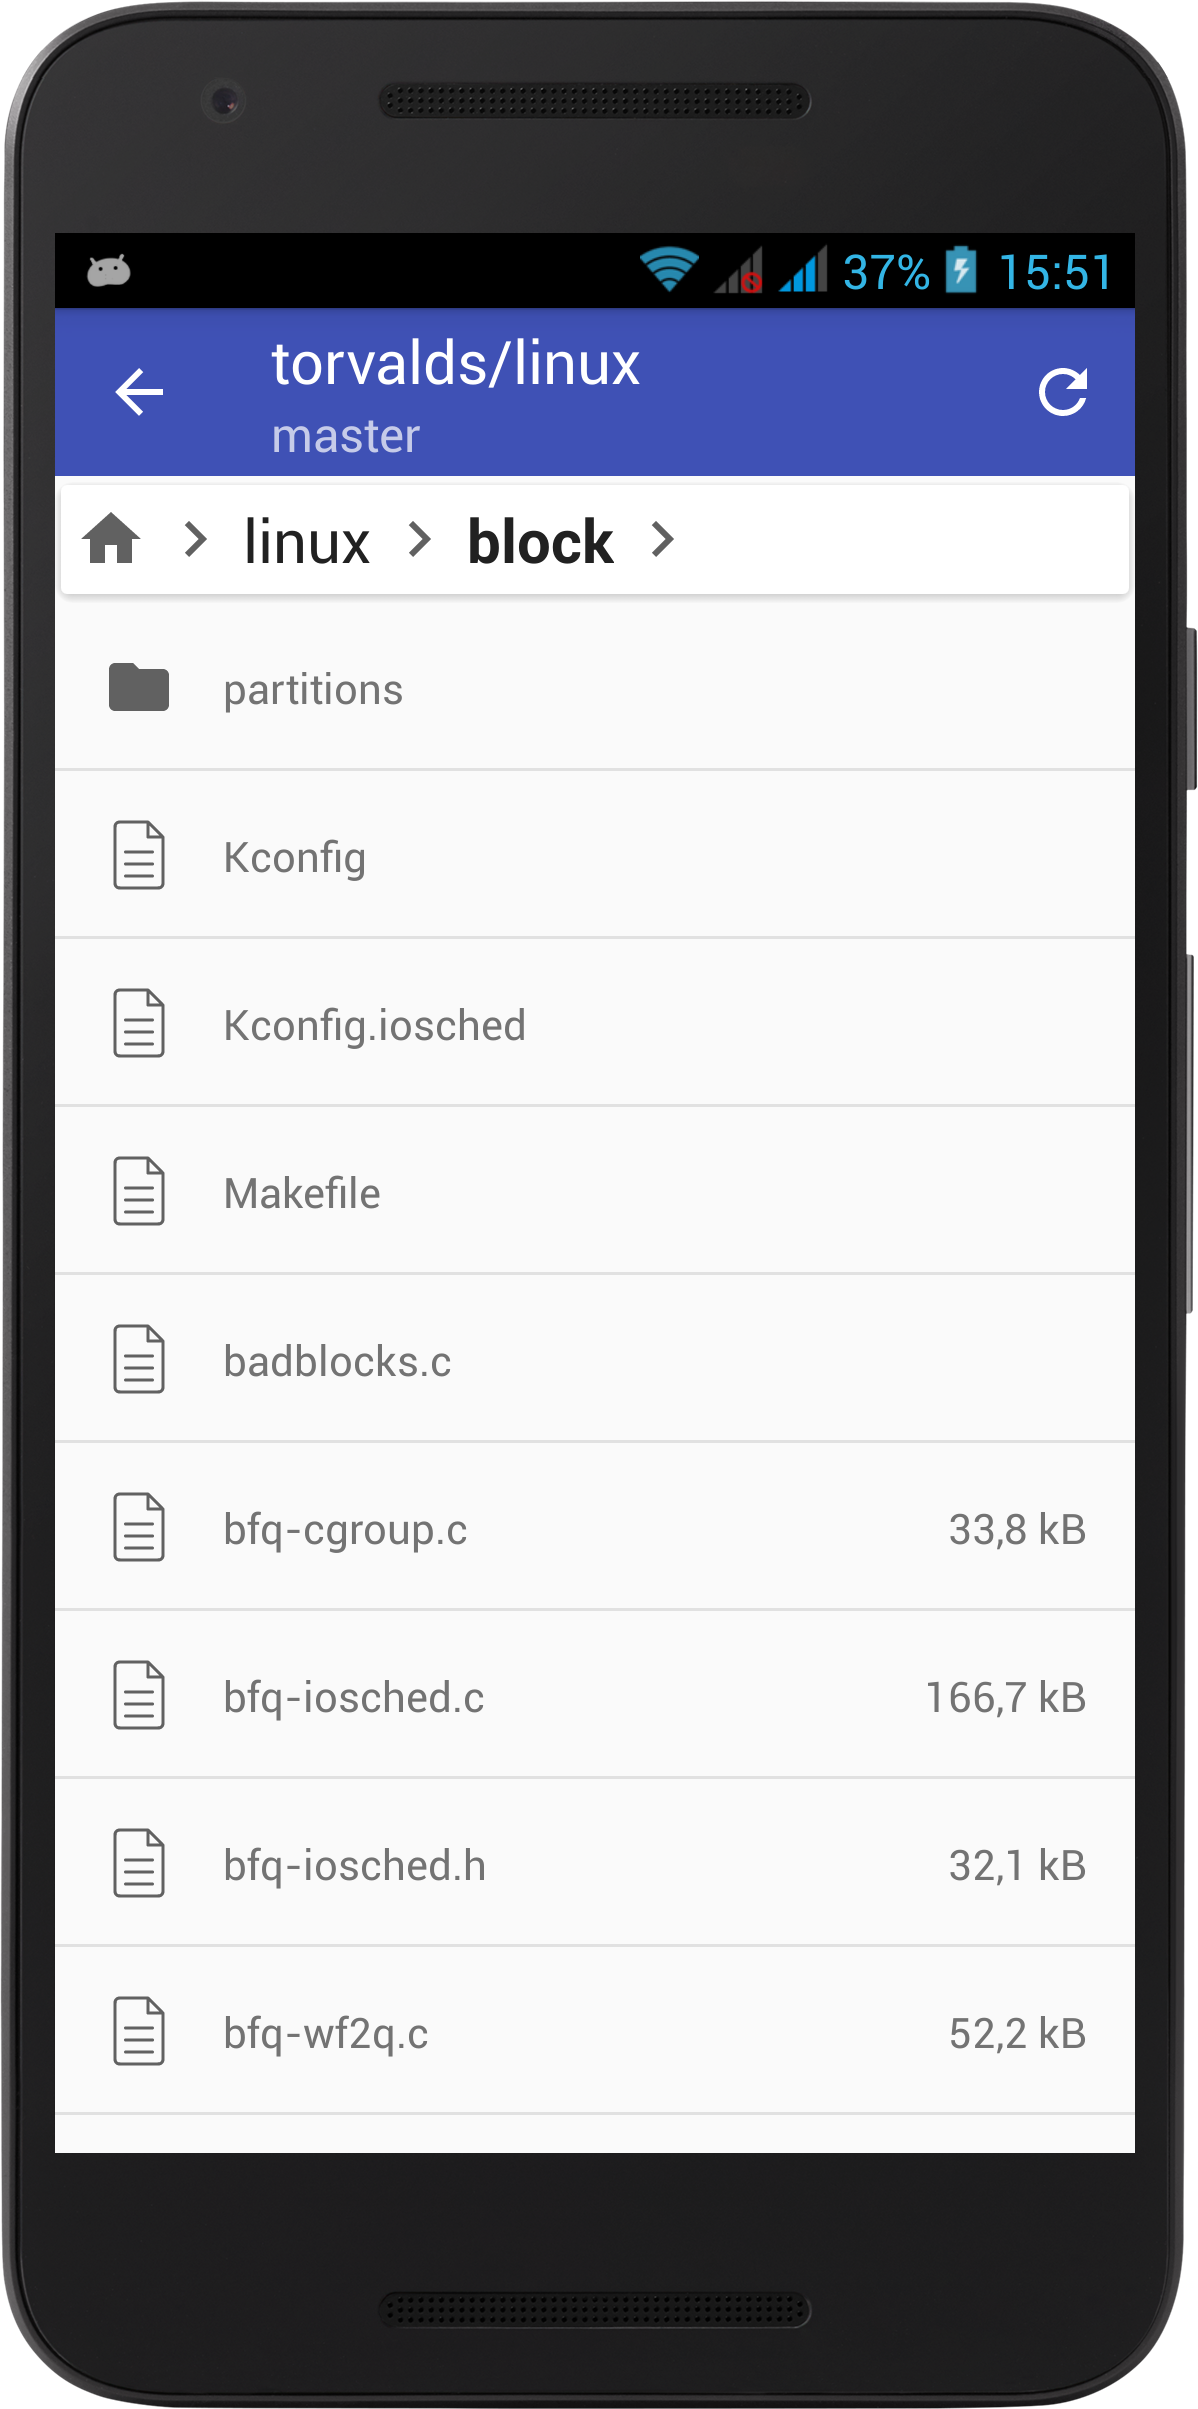 37% 15:51
torvalds/linux
master
linux block
partitions
Kconfig
Kconfig.iosched
Makefile
badblocks.c
bfq-cgroup.c 33,8 kB
bfq-iosched.c 166,7 kB
bfq-iosched.h 32,1 kB
bfq-wf2q.c 52,2 kB